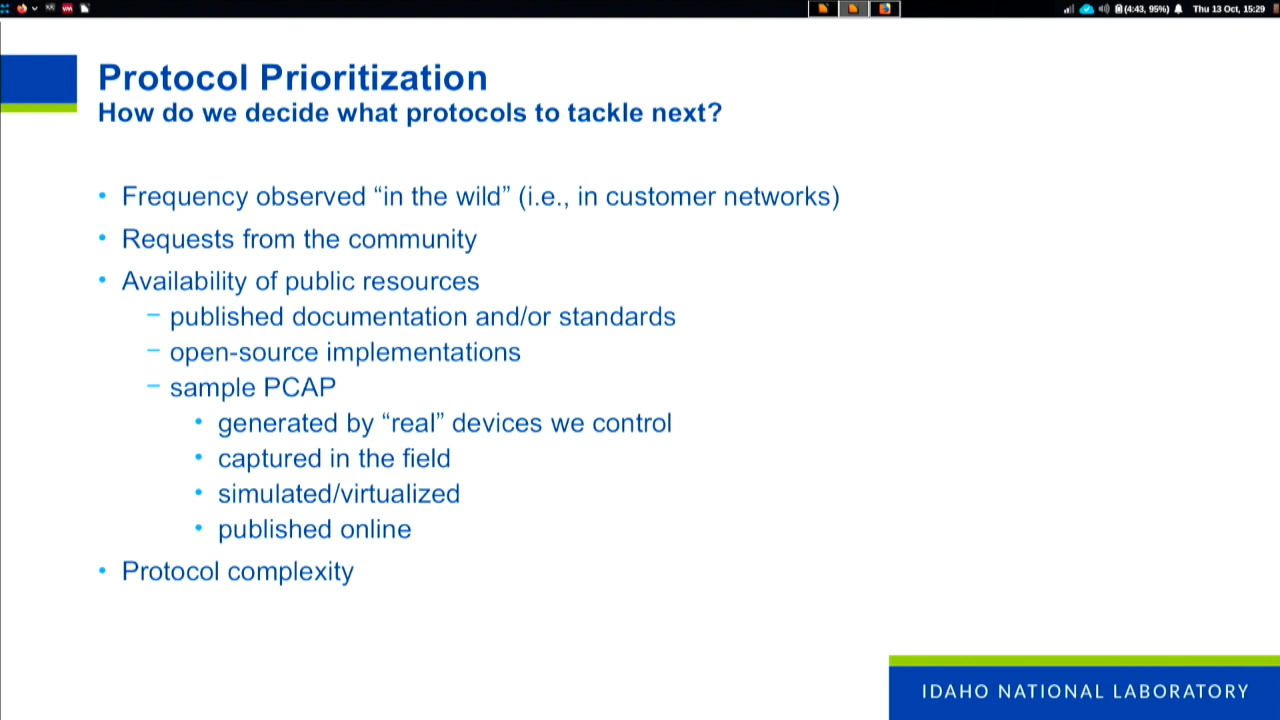 (4:43, 95%) Thu 13 Oct, 15:29
Protocol Prioritization
How do we decide what protocols to tackle next?
• Frequency observed “in the wild” (i.e., in customer networks)
• Requests from the community
• Availability of public resources
– published documentation and/or standards
– open-source implementations
– sample PCAP
• generated by “real” devices we control
• captured in the field
• simulated/virtualized
• published online
• Protocol complexity
IDAHO NATIONAL LABORATORY